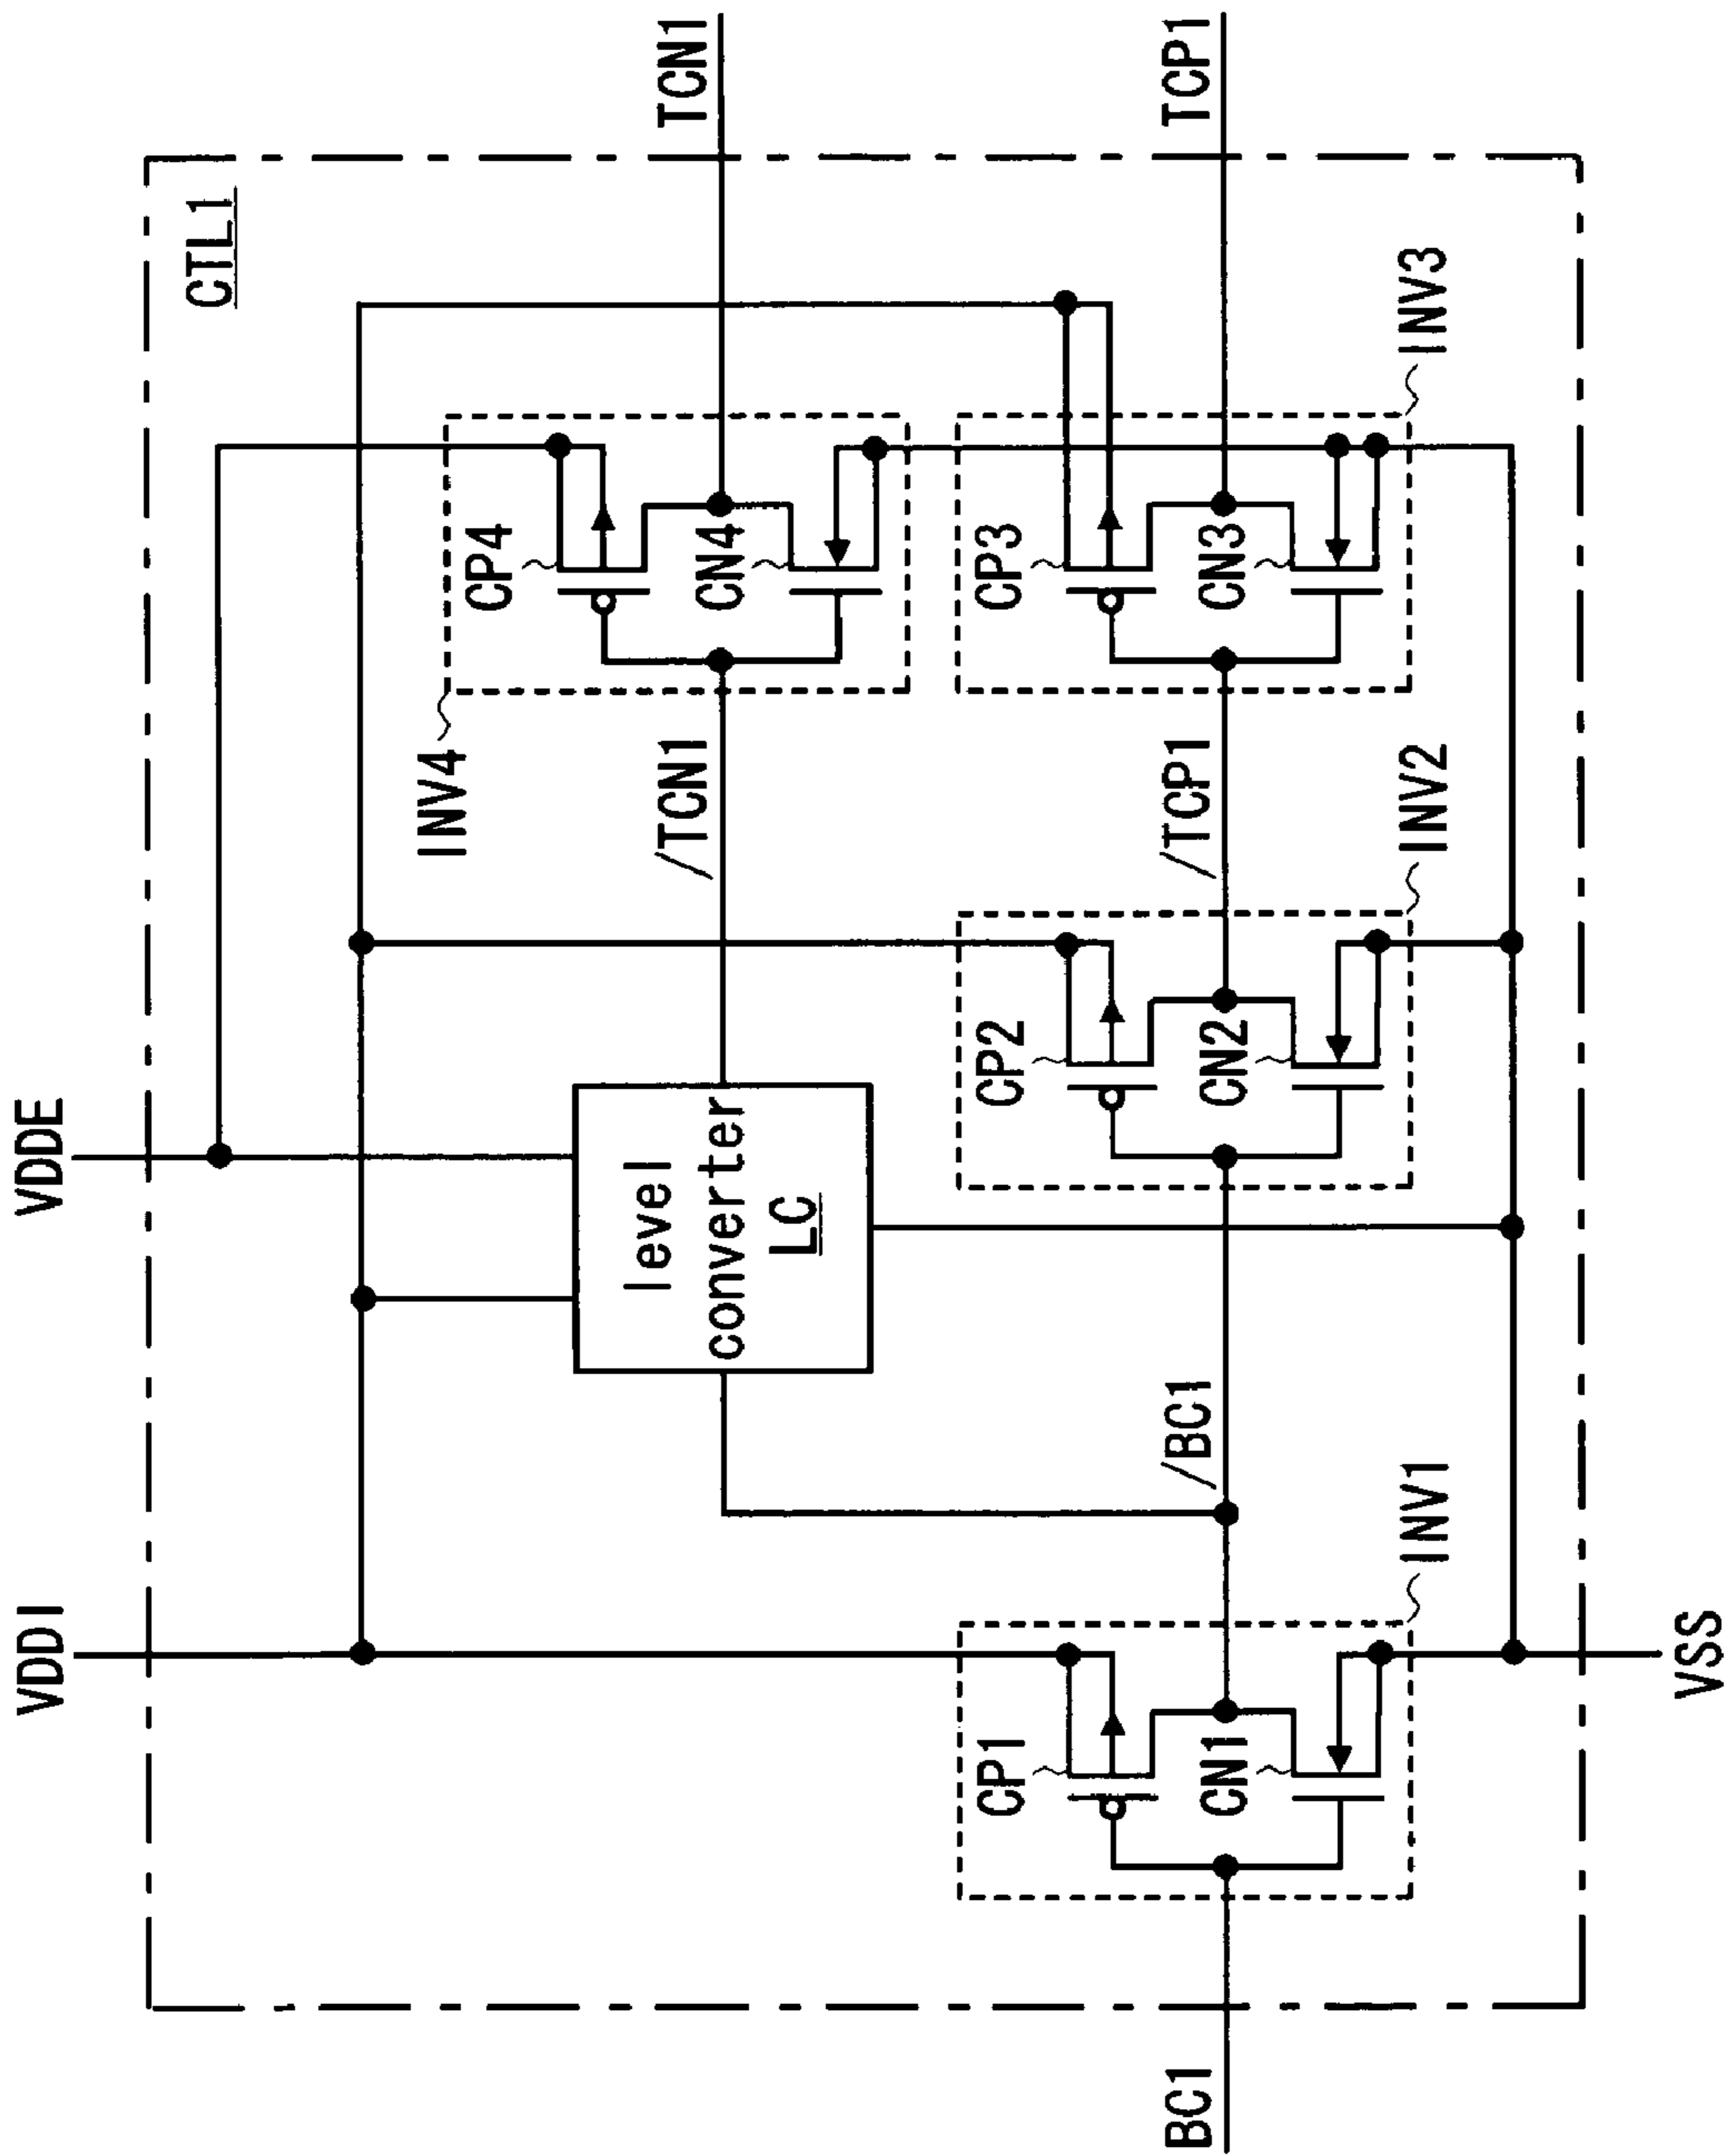 VDDI
VDDE
CTL1
INV4
CP4
TCN1
level
converter
LC
/TCN1
CN4
CP1
CP2
CP3
BC1
/BC1
/TCP1
TCP1
CN1
CN2
CN3
INV1
INV2
INV3
VSS